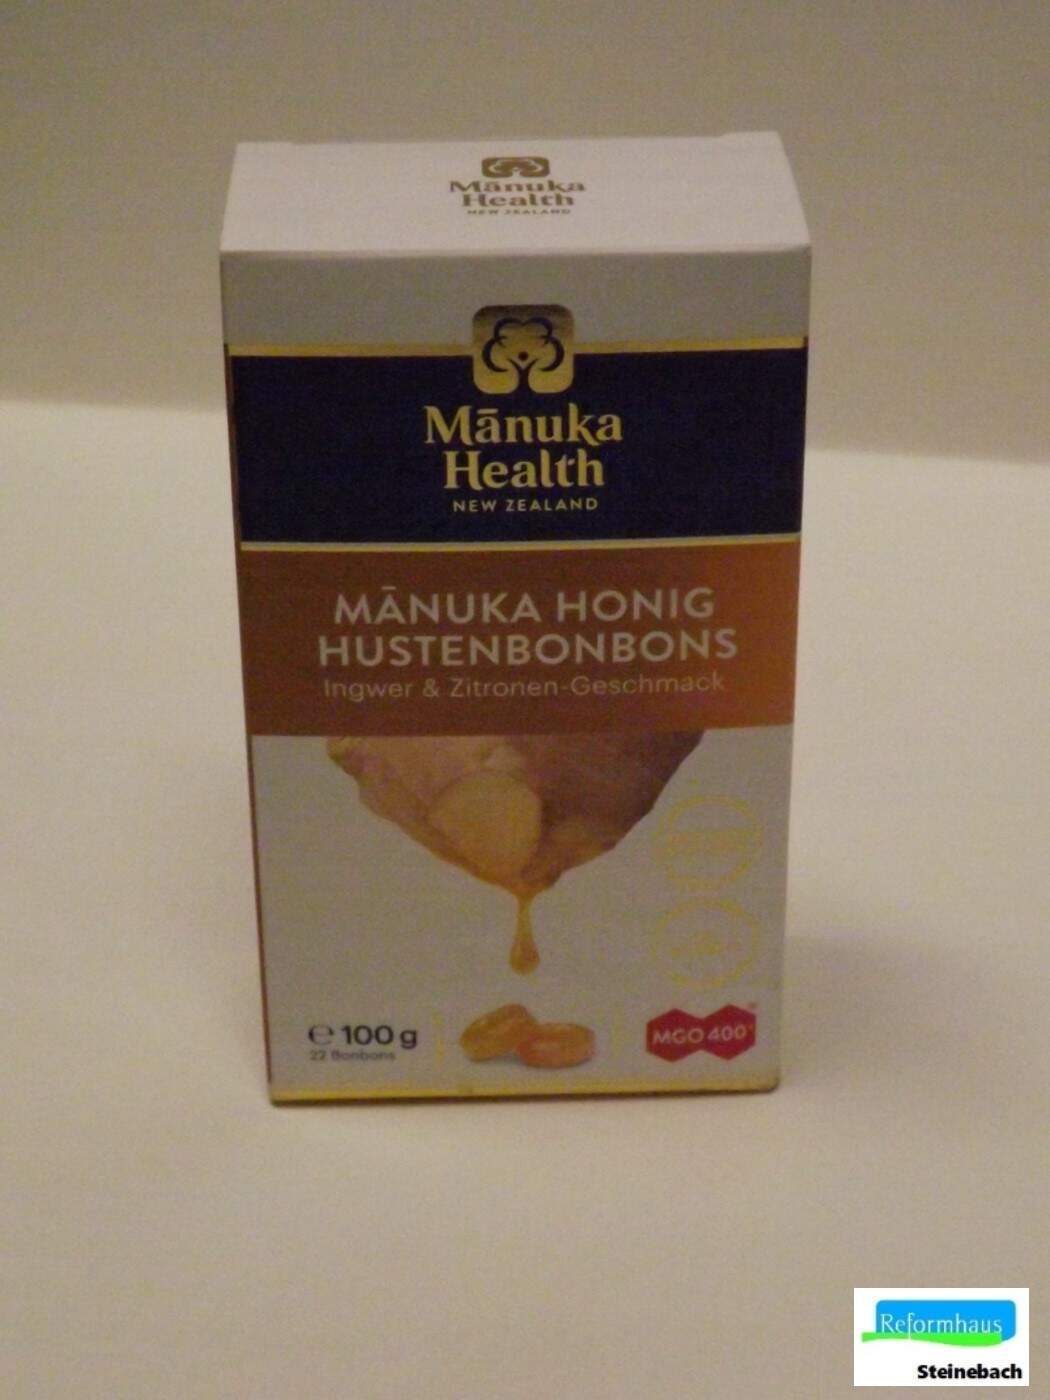 Mānuka
Health
NEW ZEALAND
Mānuka
Health
NEW ZEALAND
MĀNUKA HONIG
HUSTENBONBONS
Ingwer & Zitronen-Geschmack
℮ 100 g
22 Bonbons
MGO 400
Reformhaus
Steinebach